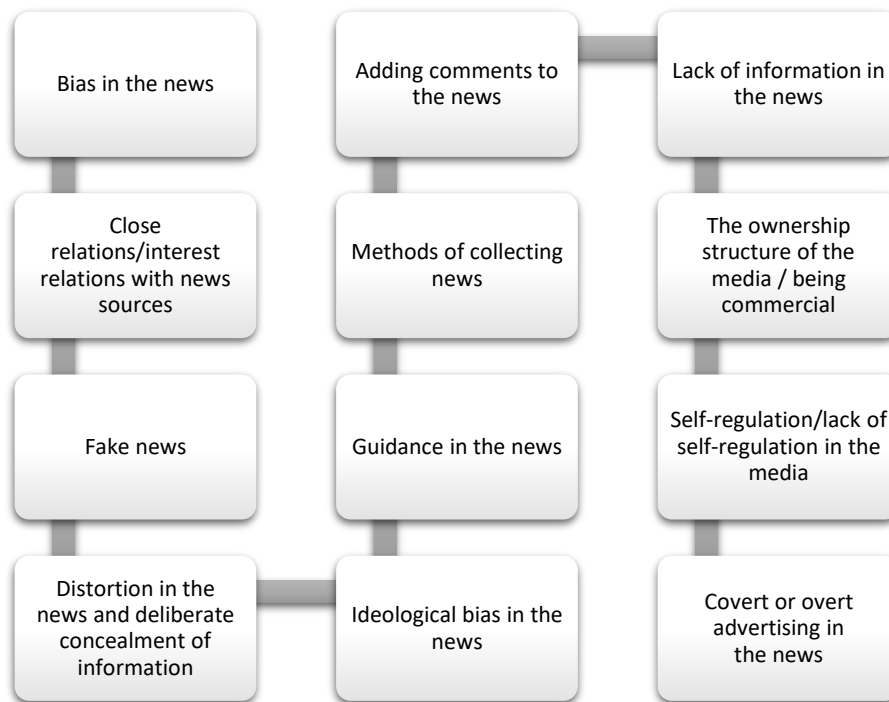 Bias in the news
Close
relations/interest
relations with news
sources
Fake news
Distortion in the
news and deliberate
concealment of
information
Ideological bias in the
news
Guidance in the news
Methods of collecting
news
Adding comments to
the news
Lack of information in
the news
The ownership
structure of the
media / being
commercial
Self-regulation/lack of
self-regulation in the
media
Covert or overt
advertising in
the news